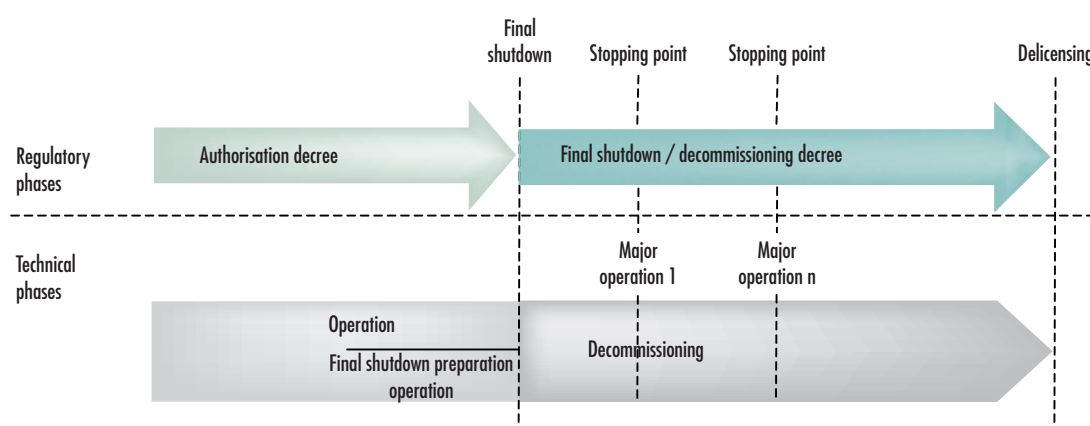 Final
shutdown
Stopping point
Stopping point
Delicensing
Regulatory
phases
Authorisation decree
Final shutdown / decommissioning decree
Technical
phases
Major
operation 1
Major
operation n
Operation
Final shutdown preparation
operation
Decommissioning